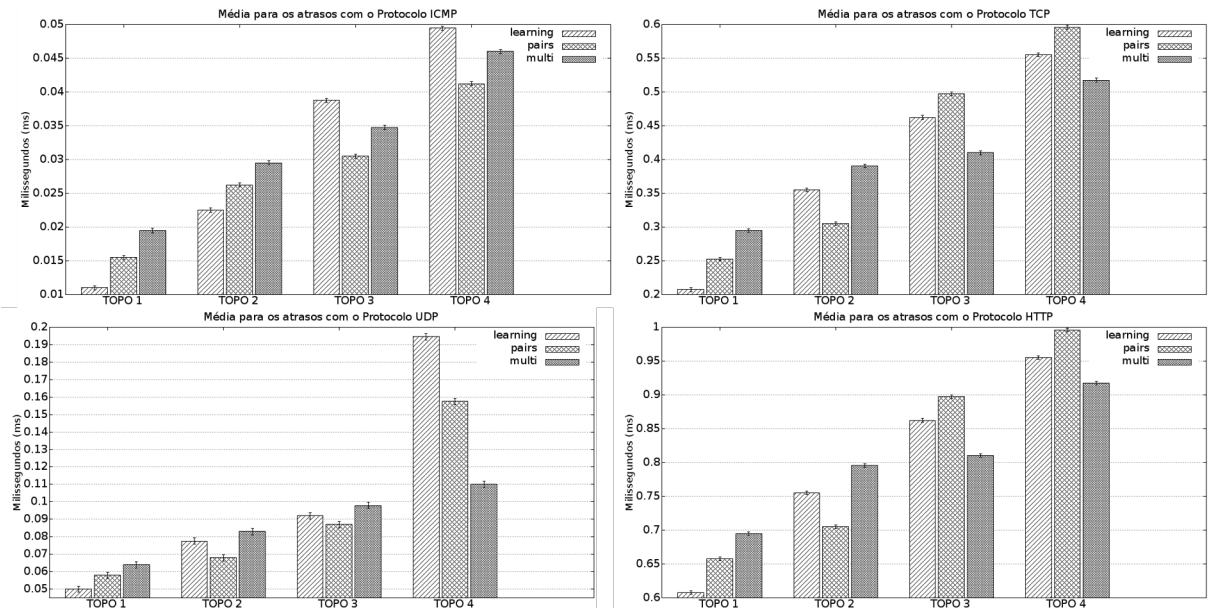 Média para os atrasos com o Protocolo ICMP
Milissegundos (ms)
0.05
0.045
0.04
0.035
0.03
0.025
0.02
0.015
0.01
learning
pairs
multi
TOPO 1 TOPO 2 TOPO 3 TOPO 4
Média para os atrasos com o Protocolo TCP
Milissegundos (ms)
0.6
0.55
0.5
0.45
0.4
0.35
0.3
0.25
0.2
learning
pairs
multi
TOPO 1 TOPO 2 TOPO 3 TOPO 4
Média para os atrasos com o Protocolo UDP
Milissegundos (ms)
0.2
0.19
0.18
0.17
0.16
0.15
0.14
0.13
0.12
0.11
0.1
0.09
0.08
0.07
0.06
0.05
learning
pairs
multi
TOPO 1 TOPO 2 TOPO 3 TOPO 4
Média para os atrasos com o Protocolo HTTP
Milissegundos (ms)
1
0.95
0.9
0.85
0.8
0.75
0.7
0.65
0.6
learning
pairs
multi
TOPO 1 TOPO 2 TOPO 3 TOPO 4